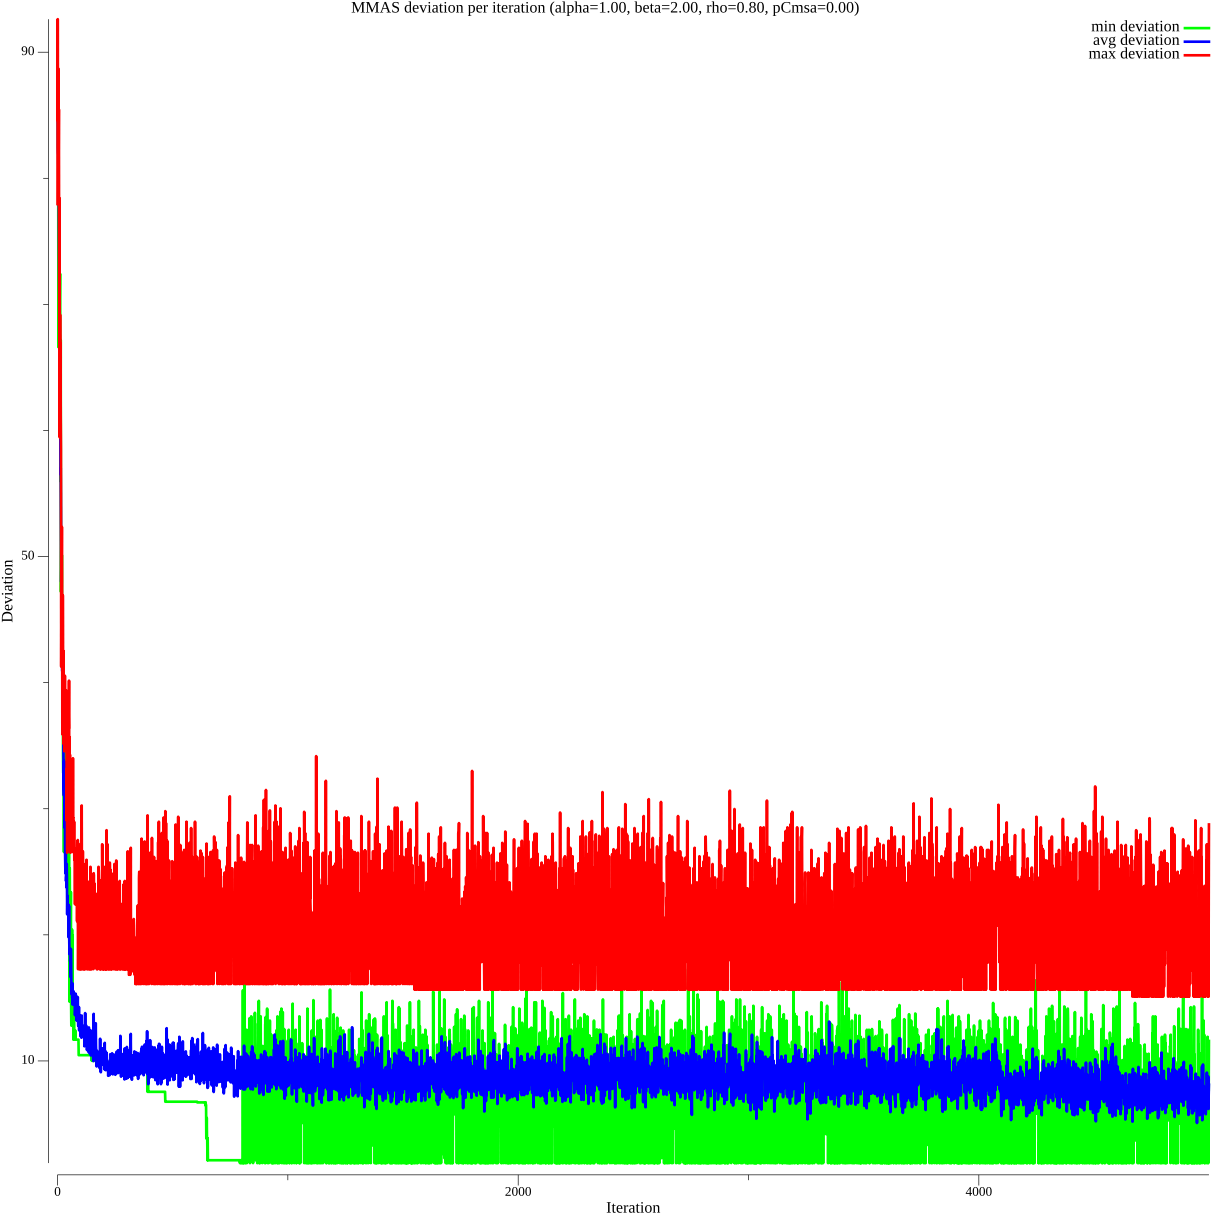 MMAS deviation per iteration (alpha=1.00, beta=2.00, rho=0.80, pCmsa=0.00)
min deviation
avg deviation
max deviation
90
50
10
Deviation
0
2000
4000
Iteration